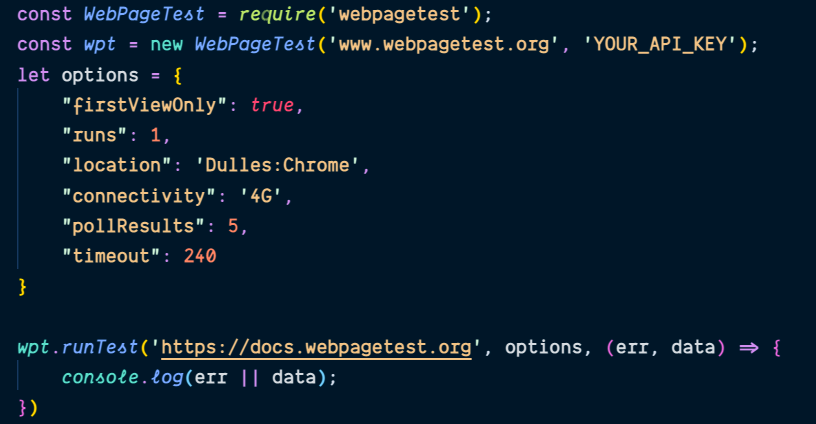 const WebPageTest = require('webpagetest');
const wpt = new WebPageTest('www.webpagetest.org', 'YOUR_API_KEY');
let options = {
    "firstViewOnly": true,
    "runs": 1,
    "location": 'Dulles:Chrome',
    "connectivity": '4G',
    "pollResults": 5,
    "timeout": 240
}

wpt.runTest('https://docs.webpagetest.org', options, (err, data) => {
    console.log(err || data);
})